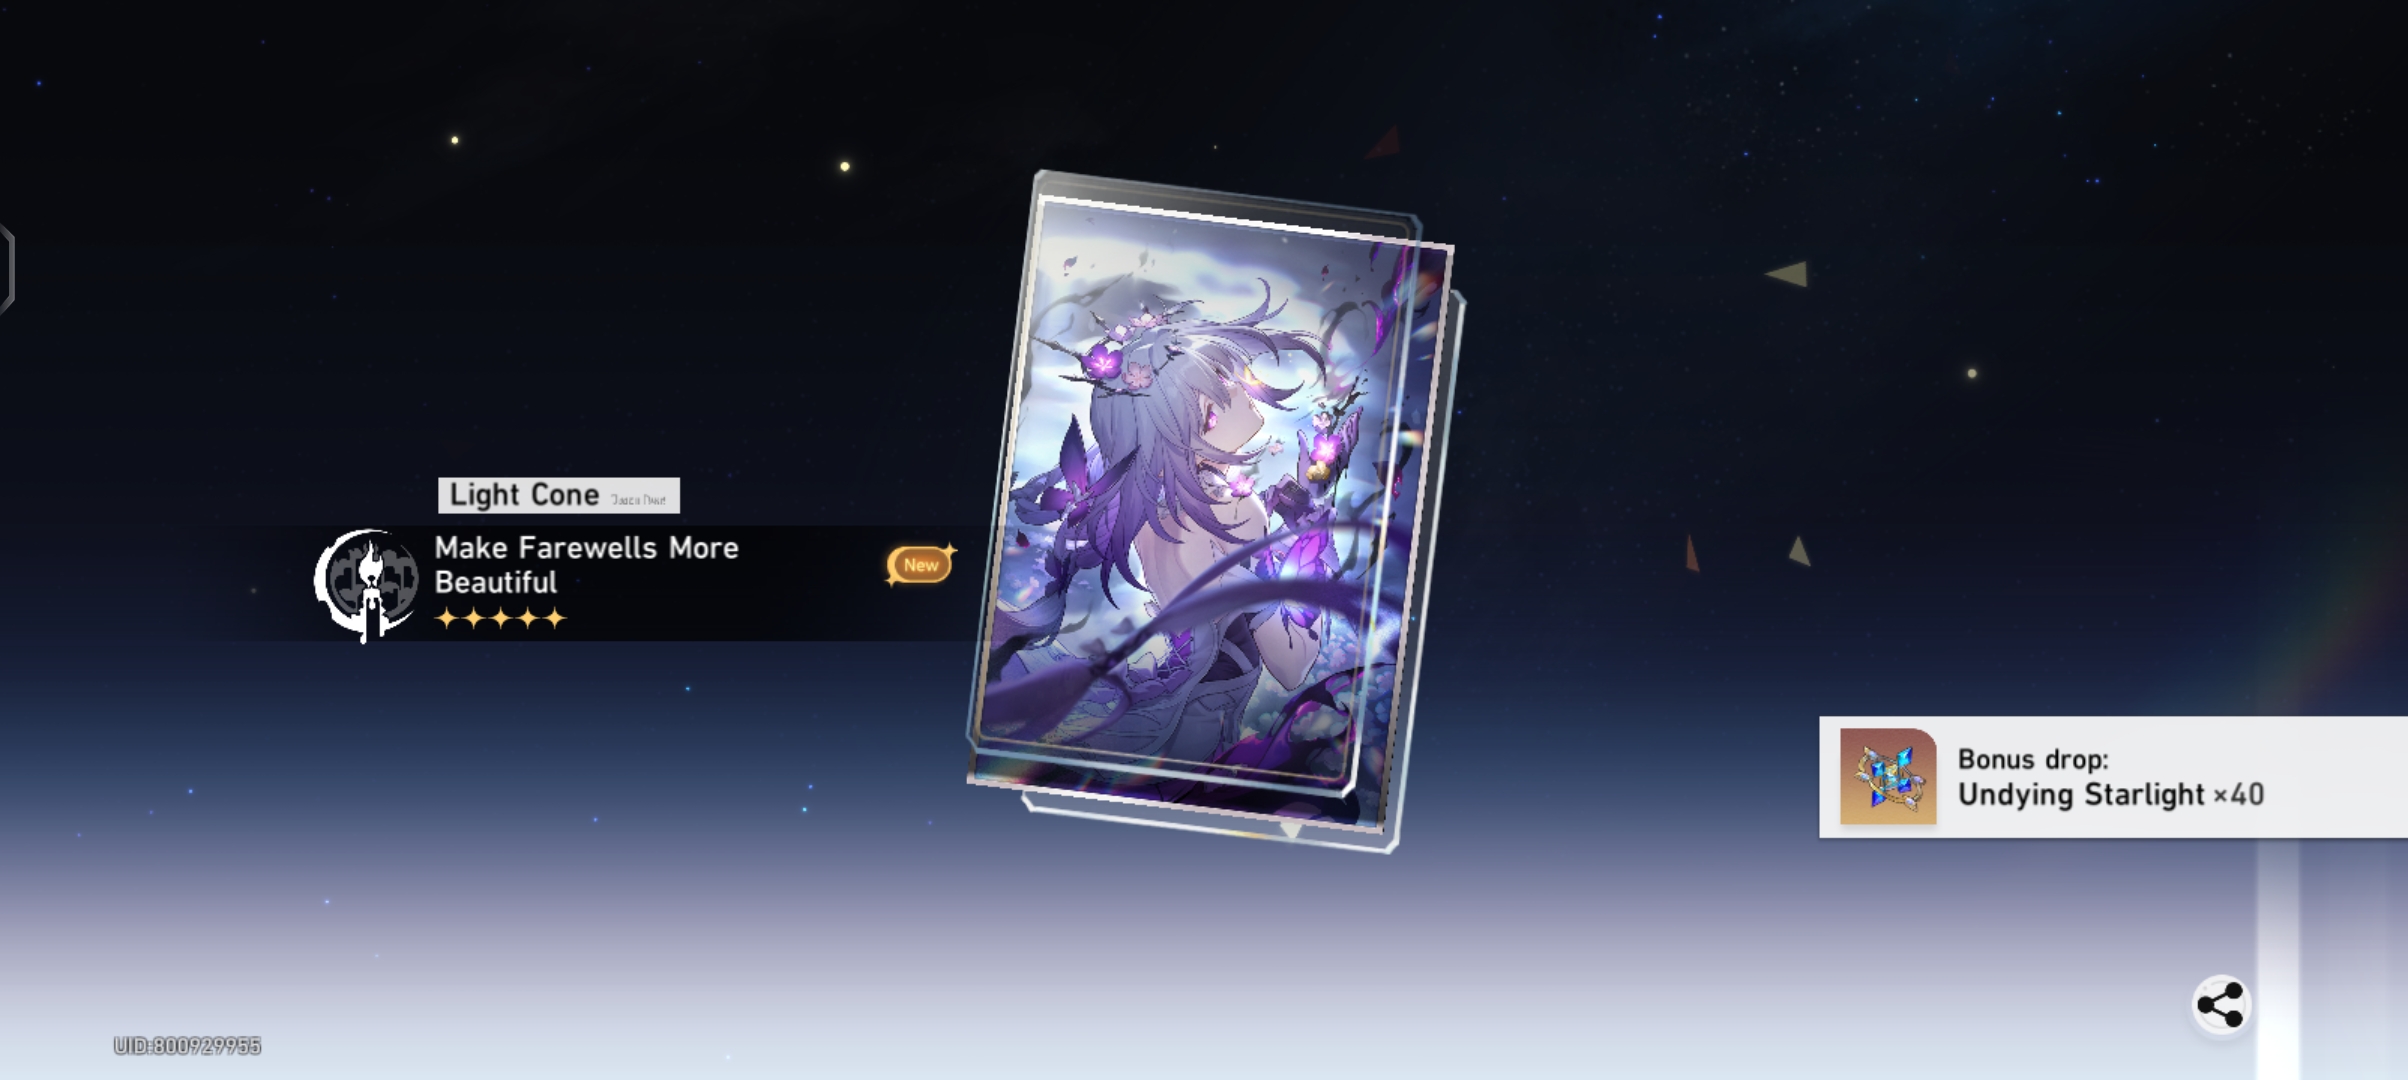 Light Cone
Make Farewells More
Beautiful
New
Bonus drop:
Undying Starlight ×40
UID:800929955